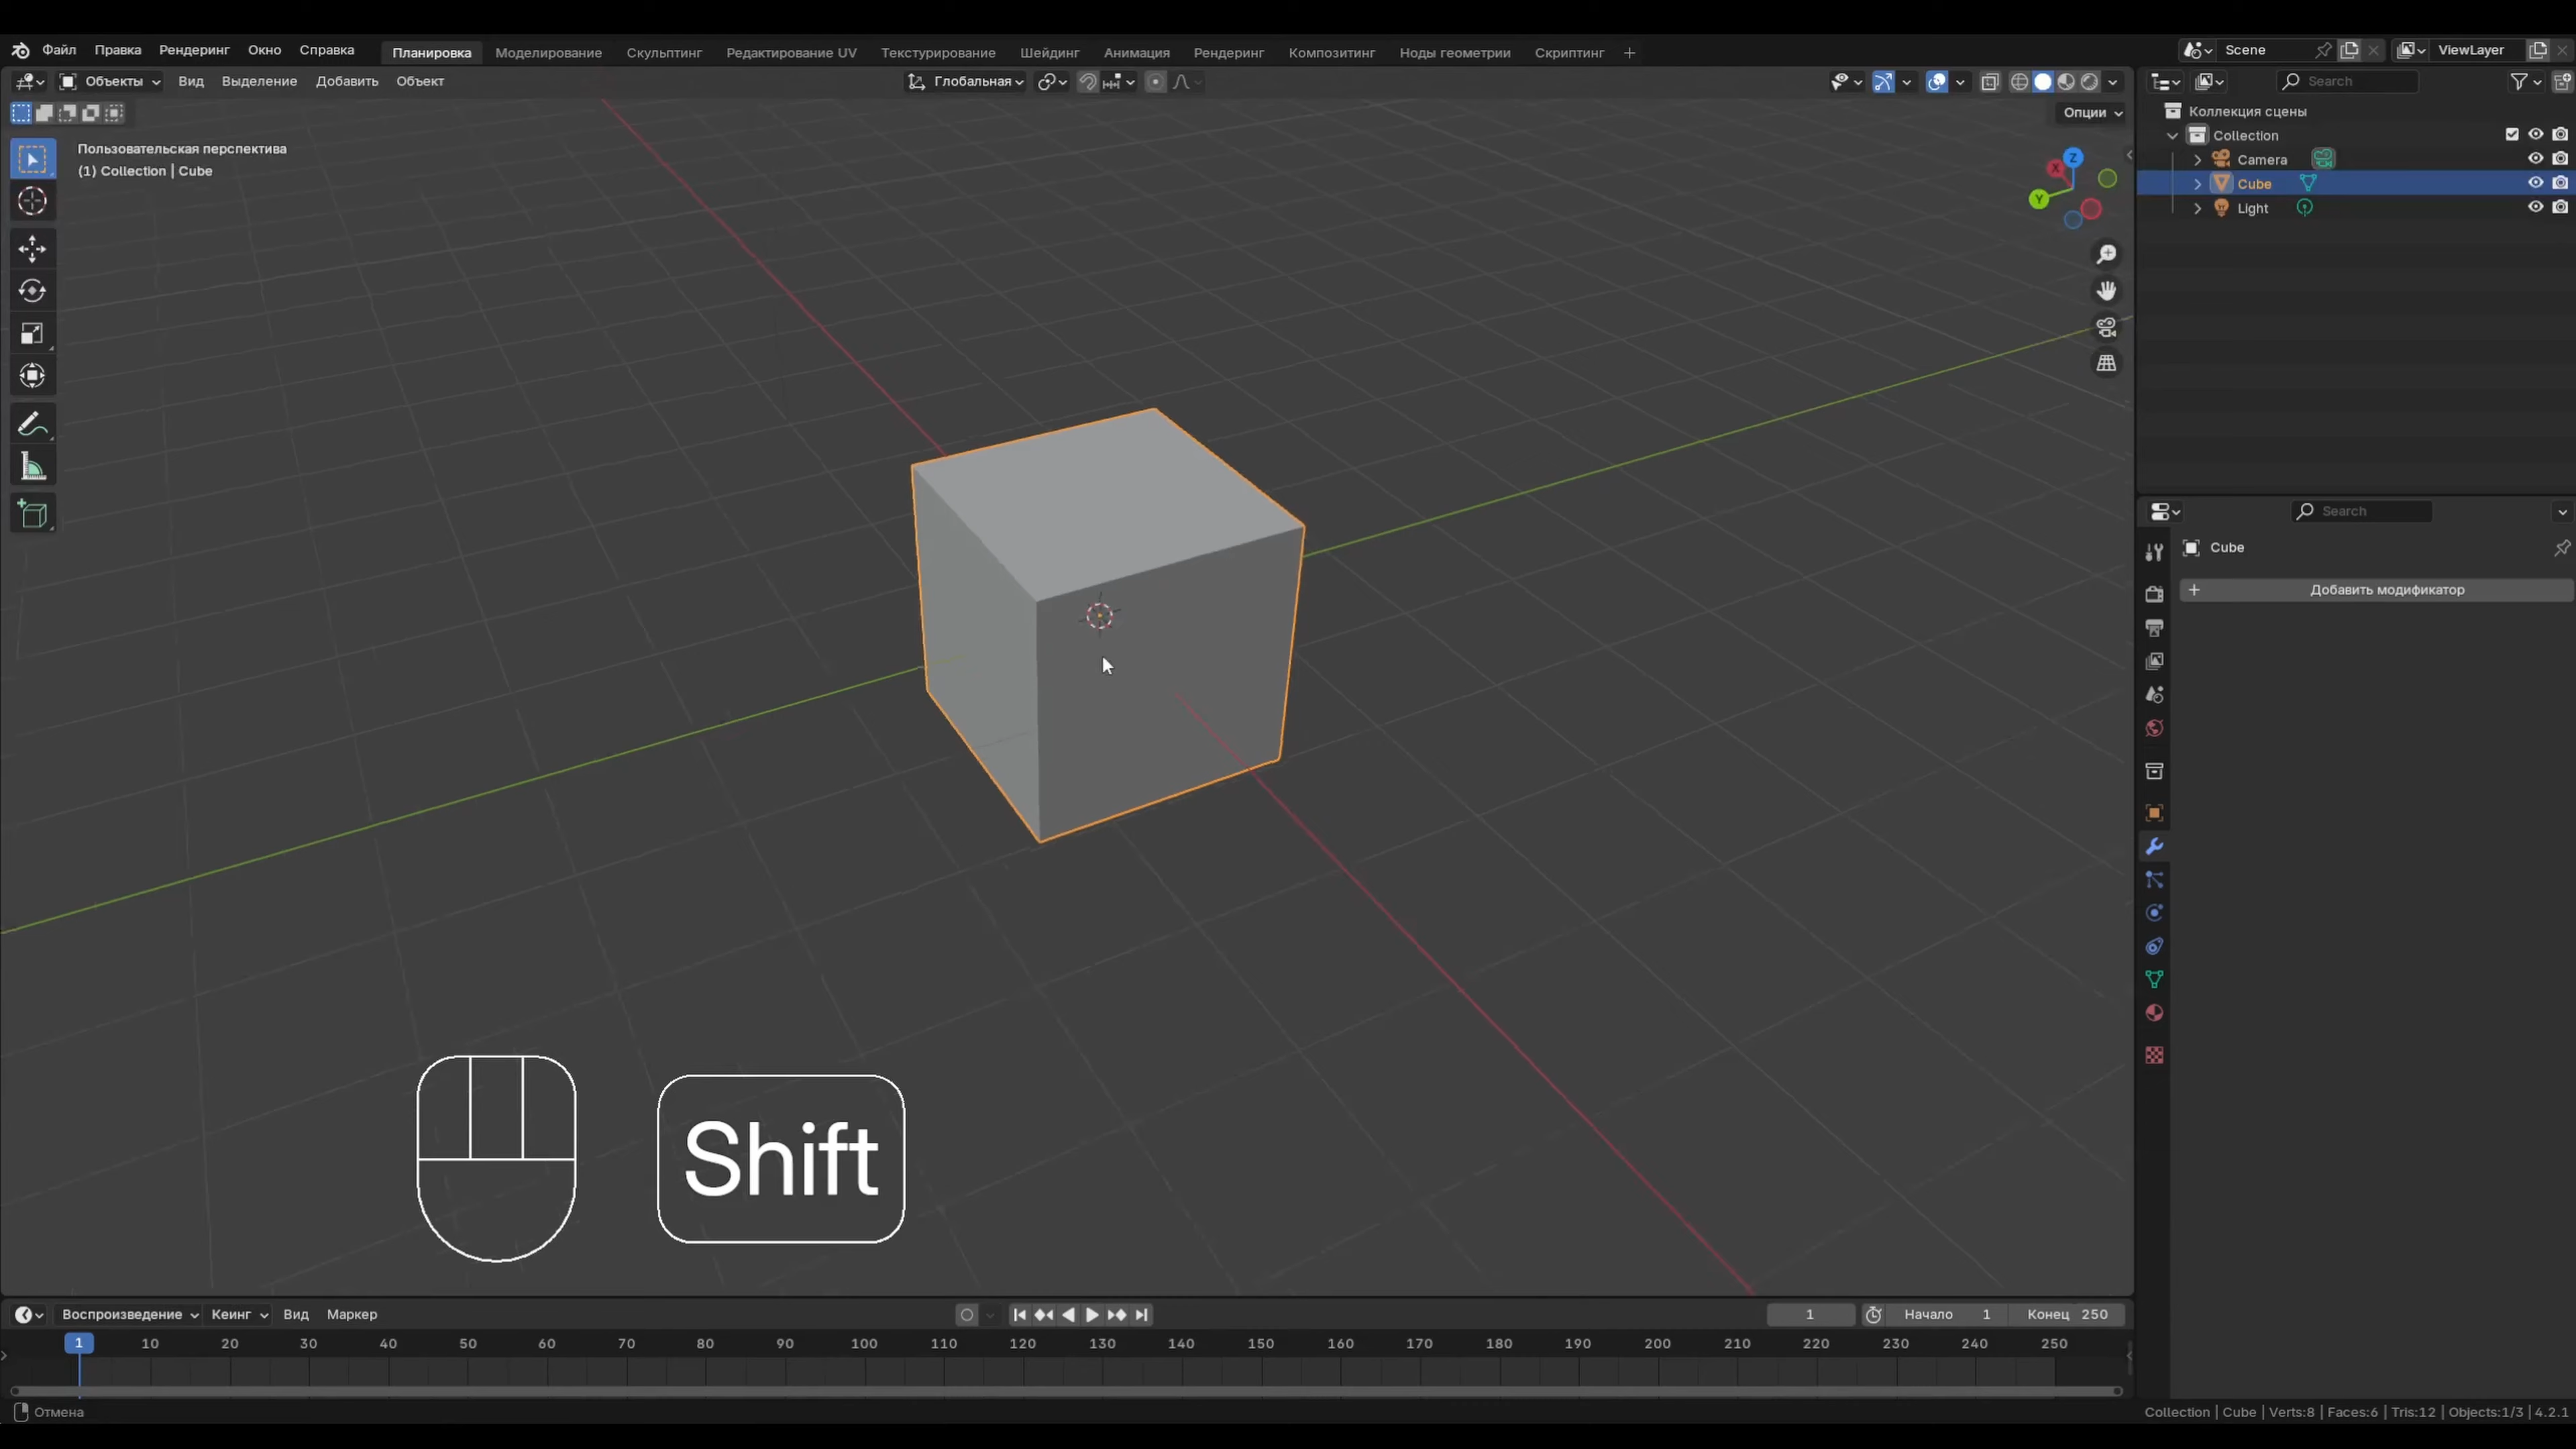 Файл Правка Рендеринг Окно Справка Планировка Моделирование Скульптинг Редактирование UV Текстурирование Шейдинг Анимация Рендеринг Композитинг Ноды геометрии Скриптинг + Scene ViewLayer
Объекты Вид Выделение Добавить Объект Глобальная Search
Опции
Коллекция сцены
Collection
Camera
Cube
Light
Пользовательская перспектива
(1) Collection | Cube
Z
X
Y
Search
Cube
+ Добавить модификатор
Shift
Воспроизведение Кеинг Вид Маркер 1 Начало 1 Конец 250
1 10 20 30 40 50 60 70 80 90 100 110 120 130 140 150 160 170 180 190 200 210 220 230 240 250
Отмена Collection | Cube | Verts:8 | Faces:6 | Tris:12 | Objects:1/3 | 4.2.1